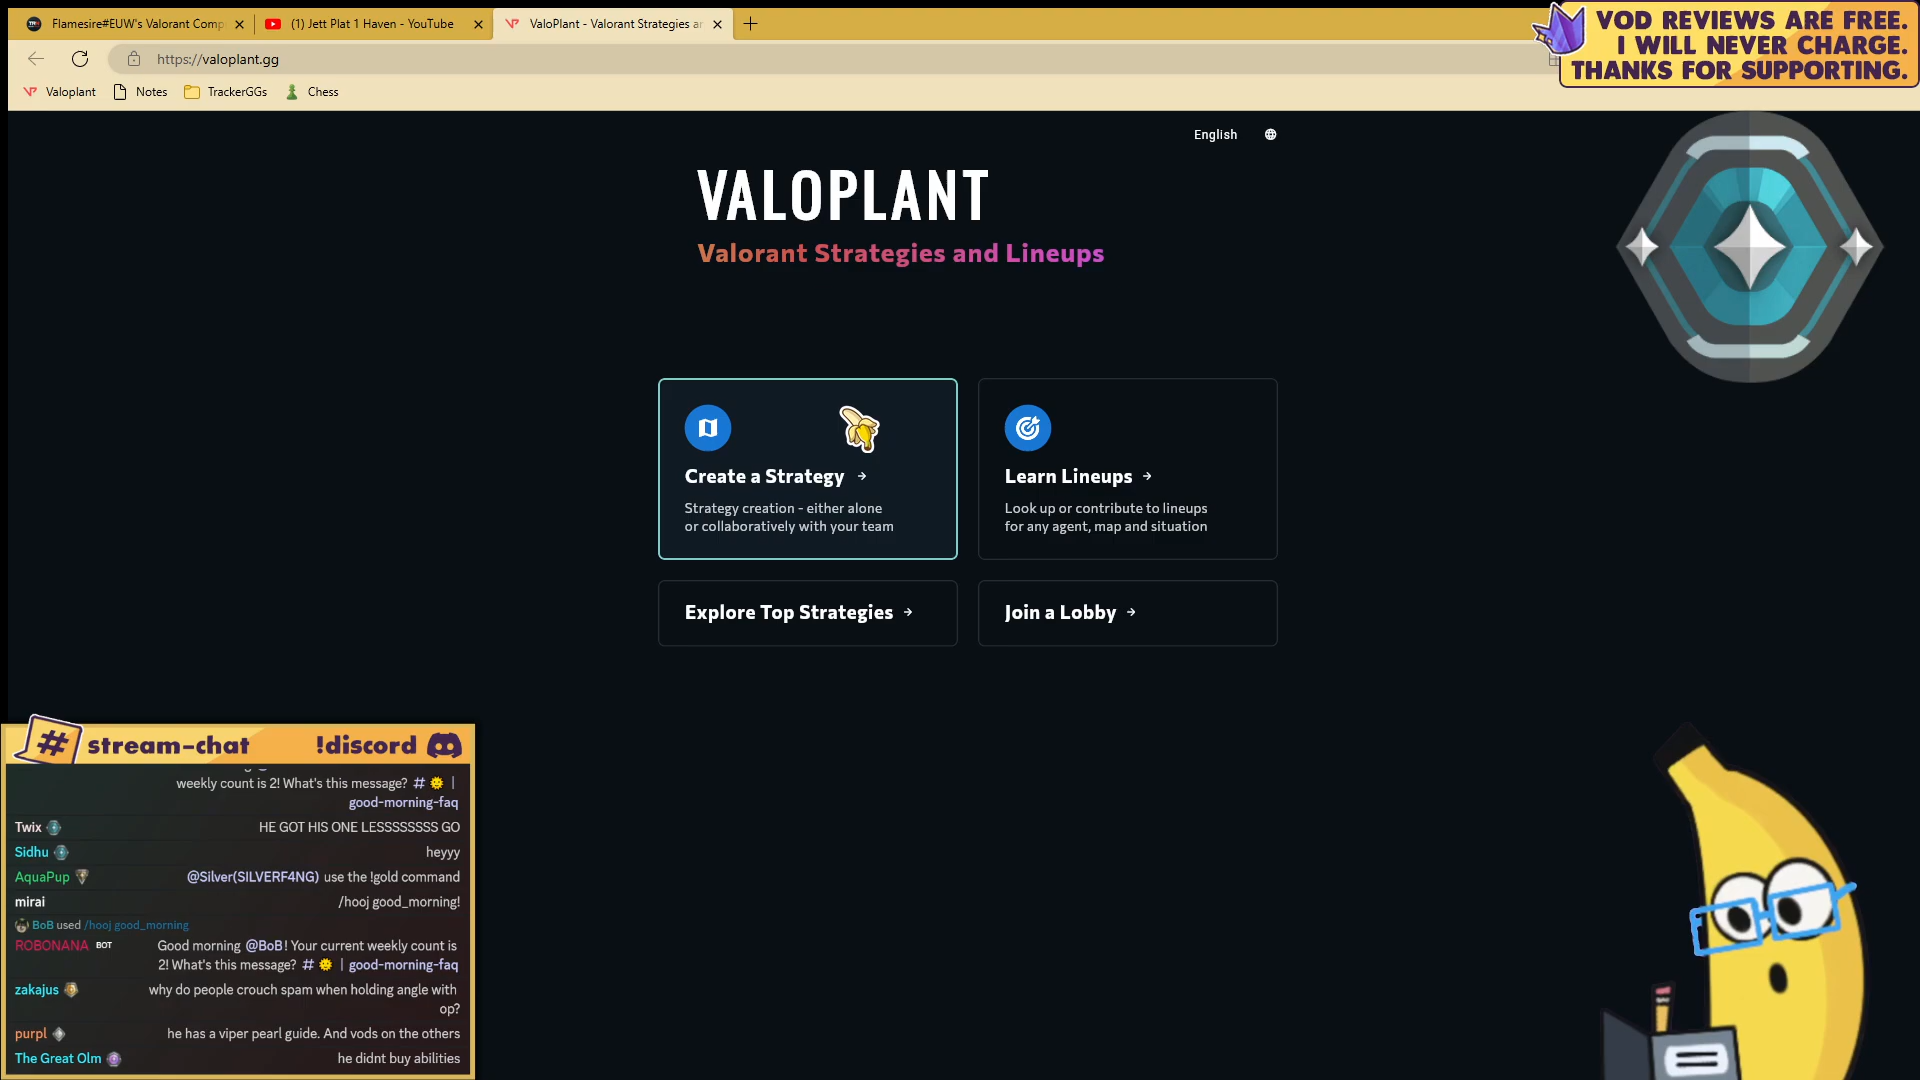 Flamesire#EUW's Valorant Comp
(1) Jett Plat 1 Haven - YouTube
ValoPlant - Valorant Strategies ar
VOD REVIEWS ARE FREE.
I WILL NEVER CHARGE.
THANKS FOR SUPPORTING.
https://valoplant.gg
Valoplant
Notes
TrackerGGs
Chess
English
VALOPLANT
Valorant Strategies and Lineups
Create a Strategy →
Strategy creation - either alone
or collaboratively with your team
Learn Lineups →
Look up or contribute to lineups
for any agent, map and situation
Explore Top Strategies →
Join a Lobby →
# stream-chat !discord
weekly count is 2! What's this message? # 🌞 |
good-morning-faq
Twix HE GOT HIS ONE LESSSSSSSS GO
Sidhu heyyy
AquaPup @Silver(SILVERF4NG) use the !gold command
mirai /hooj good_morning!
BoB used /hooj good_morning
ROBONANA BOT Good morning @BoB! Your current weekly count is
2! What's this message? # 🌞 | good-morning-faq
zakajus why do people crouch spam when holding angle with
op?
purpl he has a viper pearl guide. And vods on the others
The Great Olm he didnt buy abilities